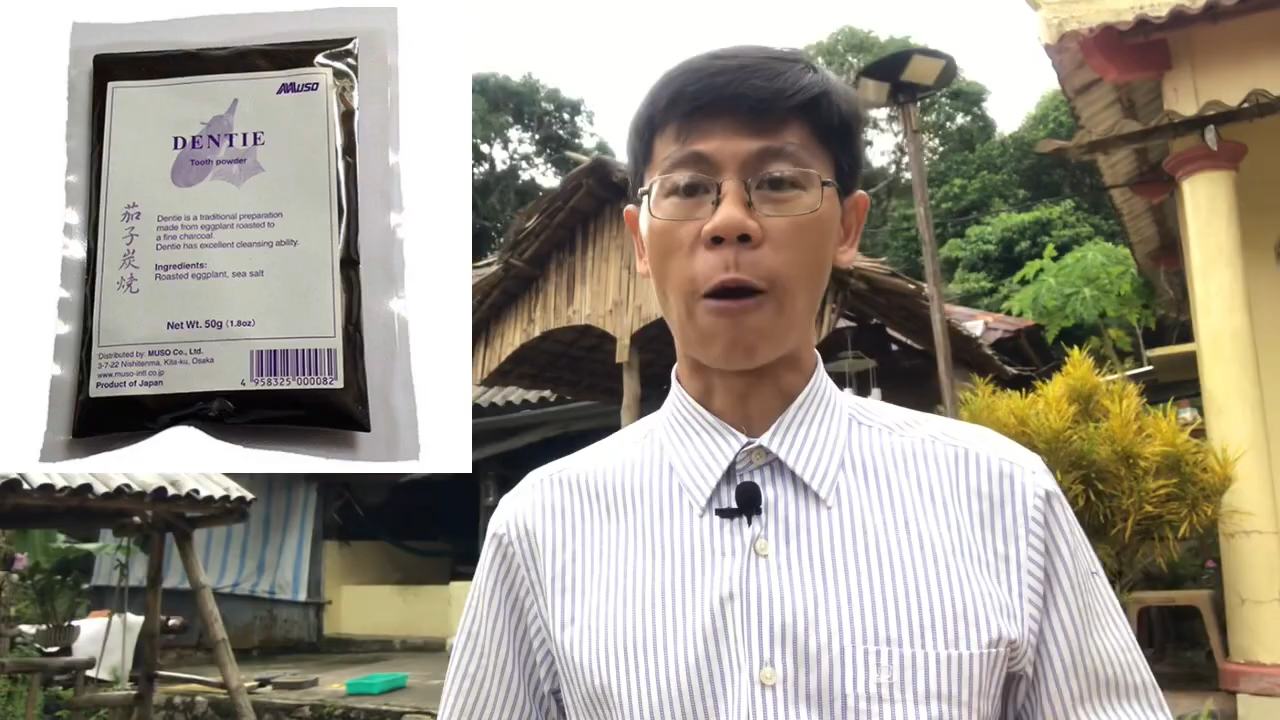 MUSO
DENTIE
Tooth powder
茄子炭焼
Dentie is a traditional preparation
made from eggplant roasted to
a fine charcoal.
Dentie has excellent cleansing ability.
Ingredients:
Roasted eggplant, sea salt
Net Wt. 50g (1.8oz)
Distributed by: MUSO Co., Ltd.
3-7-22 Nishitenma, Kita-ku, Osaka
www.muso-intl.co.jp
Product of Japan
4 958325 000082